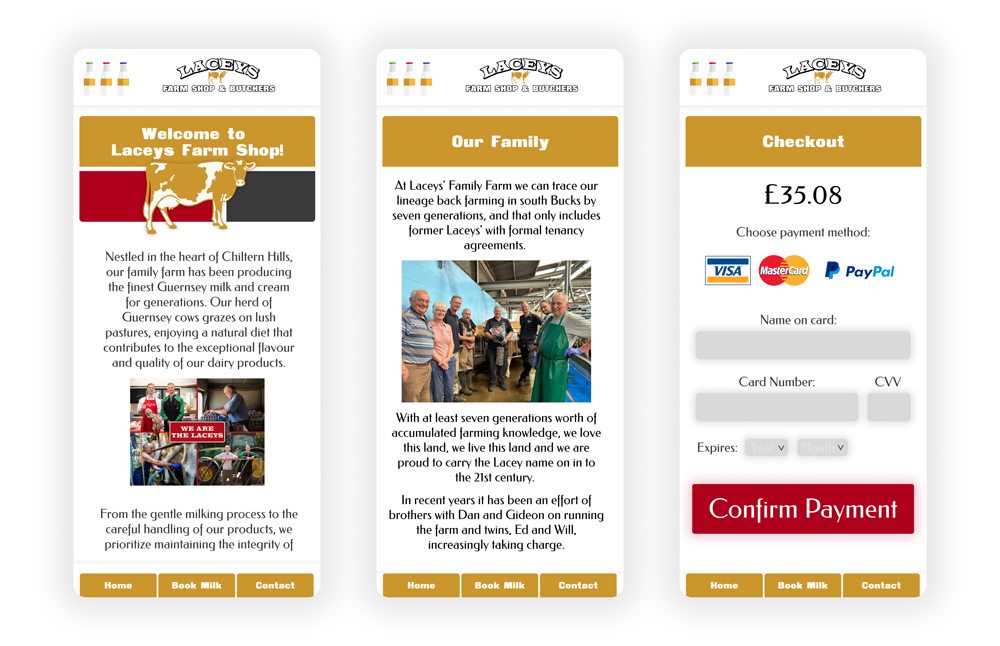 LACEYS
FARM SHOP & BUTCHERS
Welcome to
Laceys Farm Shop!
Nestled in the heart of Chiltern Hills,
our family farm has been producing
the finest Guernsey milk and cream
for generations. Our herd of
Guernsey cows grazes on lush
pastures, enjoying a natural diet that
contributes to the exceptional flavour
and quality of our dairy products.
WE ARE
THE LACEYS
From the gentle milking process to the
careful handling of our products, we
prioritize maintaining the integrity of
Home
Book Milk
Contact
LACEYS
FARM SHOP & BUTCHERS
Our Family
At Laceys' Family Farm we can trace our
lineage back farming in south Bucks by
seven generations, and that only includes
former Laceys' with formal tenancy
agreements.
With at least seven generations worth of
accumulated farming knowledge, we love
this land, we live this land and we are
proud to carry the Lacey name on in to
the 21st century.
In recent years it has been an effort of
brothers with Dan and Gideon on running
the farm and twins, Ed and Will,
increasingly taking charge.
Home
Book Milk
Contact
LACEYS
FARM SHOP & BUTCHERS
Checkout
£35.08
Choose payment method:
VISA
MasterCard
PayPal
Name on card:
Card Number:
CVV
Expires:
Year
Month
Confirm Payment
Home
Book Milk
Contact